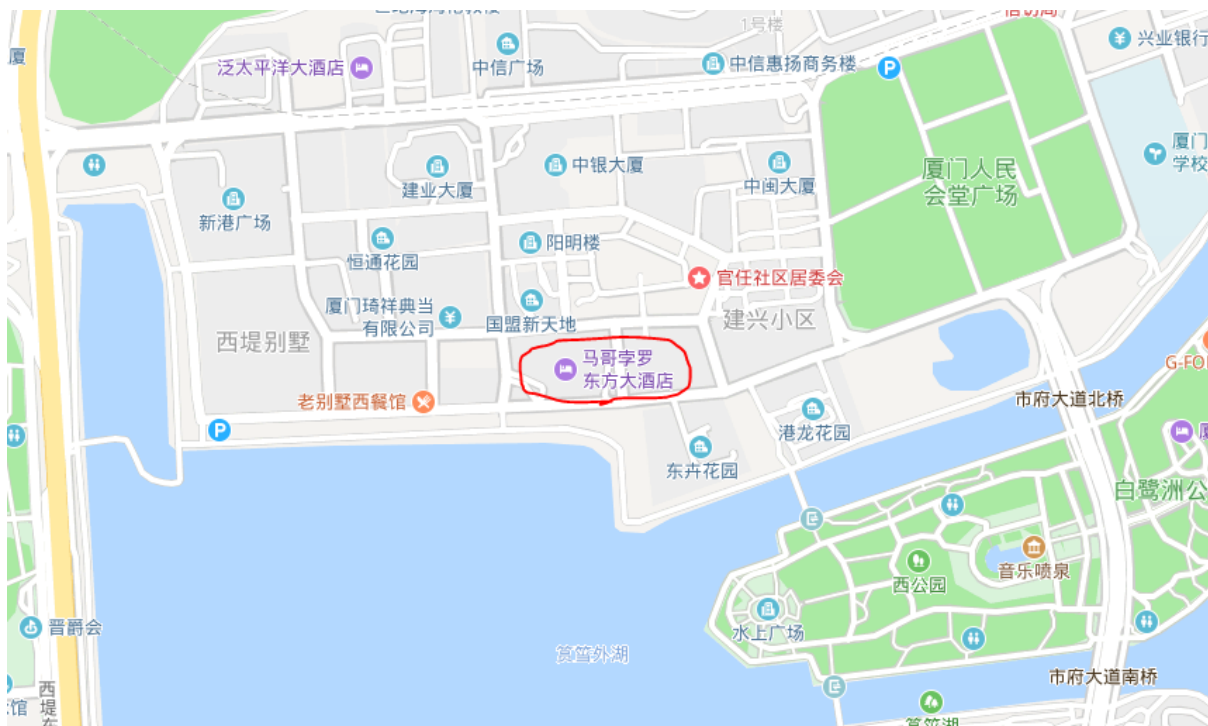 1号楼
兴业银行
泛太平洋大酒店
中信广场
中信惠扬商务楼
P
厦
厦门
学校
建业大厦
中银大厦
中闽大厦
厦门人民
会堂广场
新港广场
恒通花园
阳明楼
官任社区居委会
厦门琦祥典当
有限公司
国盟新天地
建兴小区
西堤别墅
马哥孛罗
东方大酒店
G-FO
老别墅西餐馆
市府大道北桥
P
港龙花园
厦
东卉花园
白鹭洲公
西公园
音乐喷泉
晋爵会
水上广场
筼筜外湖
市府大道南桥
西
堤
东
馆
筼筜湖